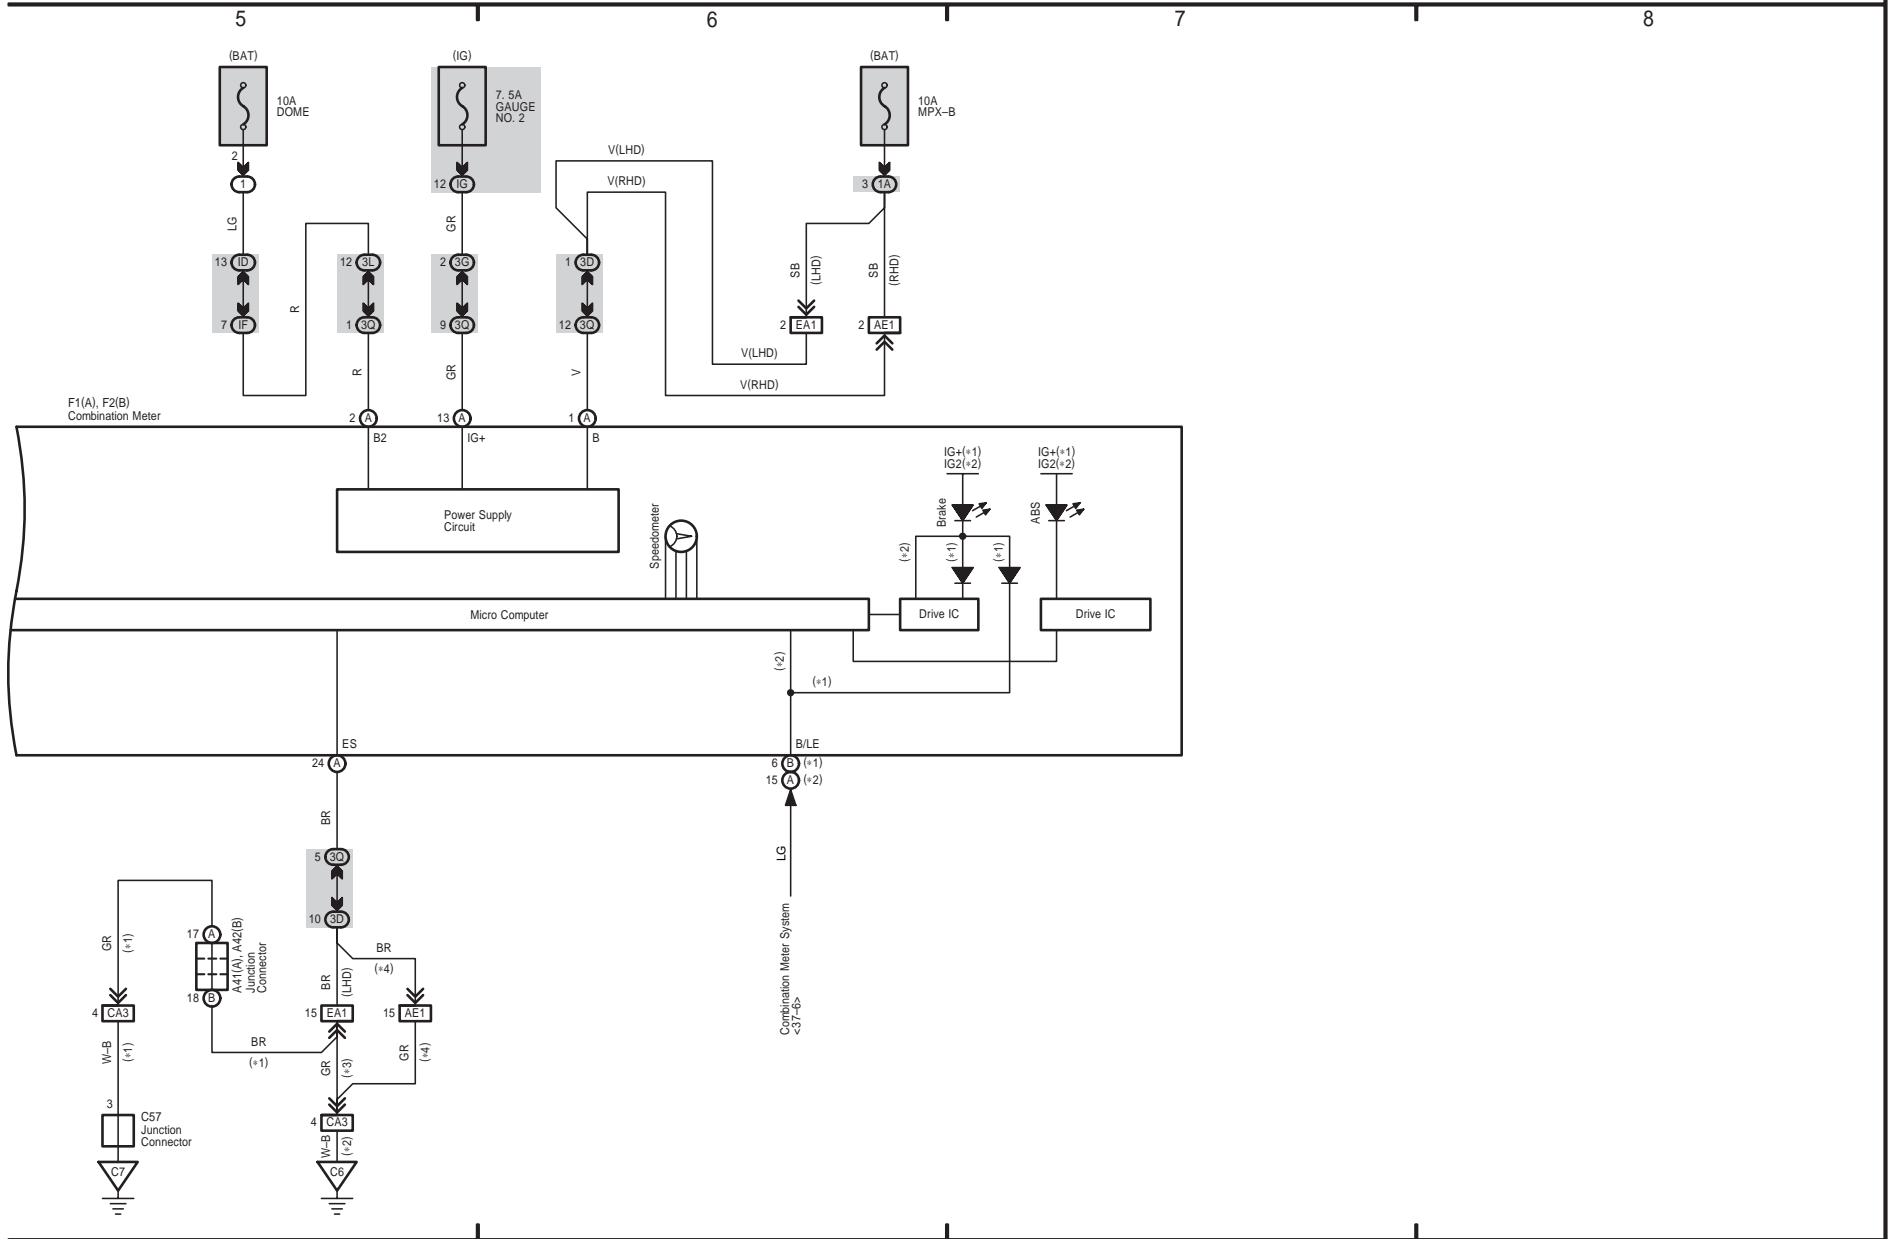 5
6
7
8
(BAT)
(IG)
(BAT)
10A
DOME
7. 5A
GAUGE
NO. 2
10A
MPX–B
2
1
12 IG
3 1A
V(LHD)
V(RHD)
LG
GR
R
SB
(LHD)
SB
(RHD)
13 ID
12 3L
2 3G
1 3D
7 IF
1 3Q
9 3Q
12 3Q
2 EA1
2 AE1
V(LHD)
V(RHD)
R
GR
V
F1(A), F2(B)
Combination Meter
2 A
13 A
1 A
B2
IG+
B
IG+(*1)
IG2(*2)
IG+(*1)
IG2(*2)
Power Supply
Circuit
Speedometer
Brake
ABS
(*2)
(*1)
(*1)
Micro Computer
Drive IC
Drive IC
(*2)
(*1)
ES
B/LE
24 A
6 B (*1)
15 A (*2)
BR
LG
5 3Q
10 3D
Combination Meter System
<37–6>
GR
(*1)
17 A
A41(A), A42(B)
Junction
Connector
18 B
BR
(*4)
BR
(LHD)
4 CA3
15 EA1
15 AE1
W–B
(*1)
BR
(*1)
GR
(*3)
GR
(*4)
3
C57
Junction
Connector
4 CA3
W–B
(*2)
C7
C6